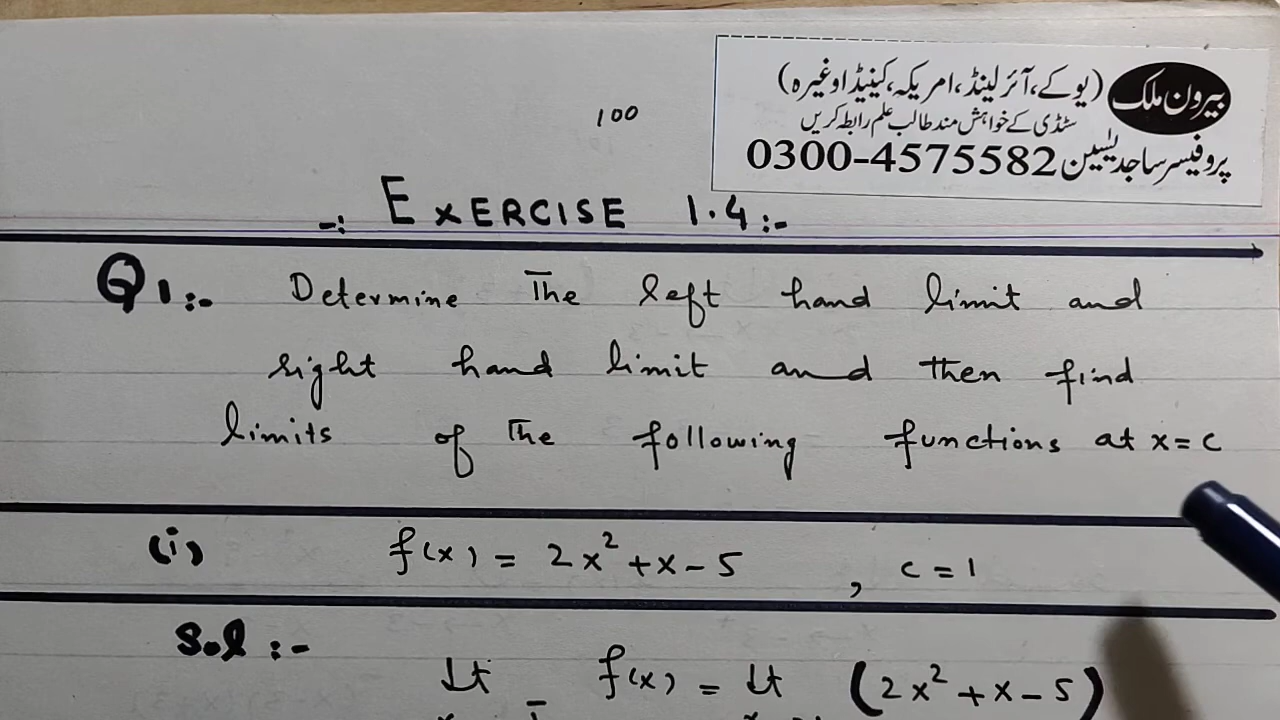 بیرون ملک (یوکے، آئرلینڈ، امریکہ، کینیڈا وغیرہ)
سٹڈی کے خواہش مند طالب علم رابطہ کریں
پروفیسر ساجد یٰسین 0300-4575582
100
-: EXERCISE 1.4 :-
Q1:- Determine The left hand limit and
right hand limit and then find
limits of The following functions at x=c
(i) f(x) = 2x²+x-5 , c=1
Sol :-
Lt f(x) = Lt (2x²+x-5)